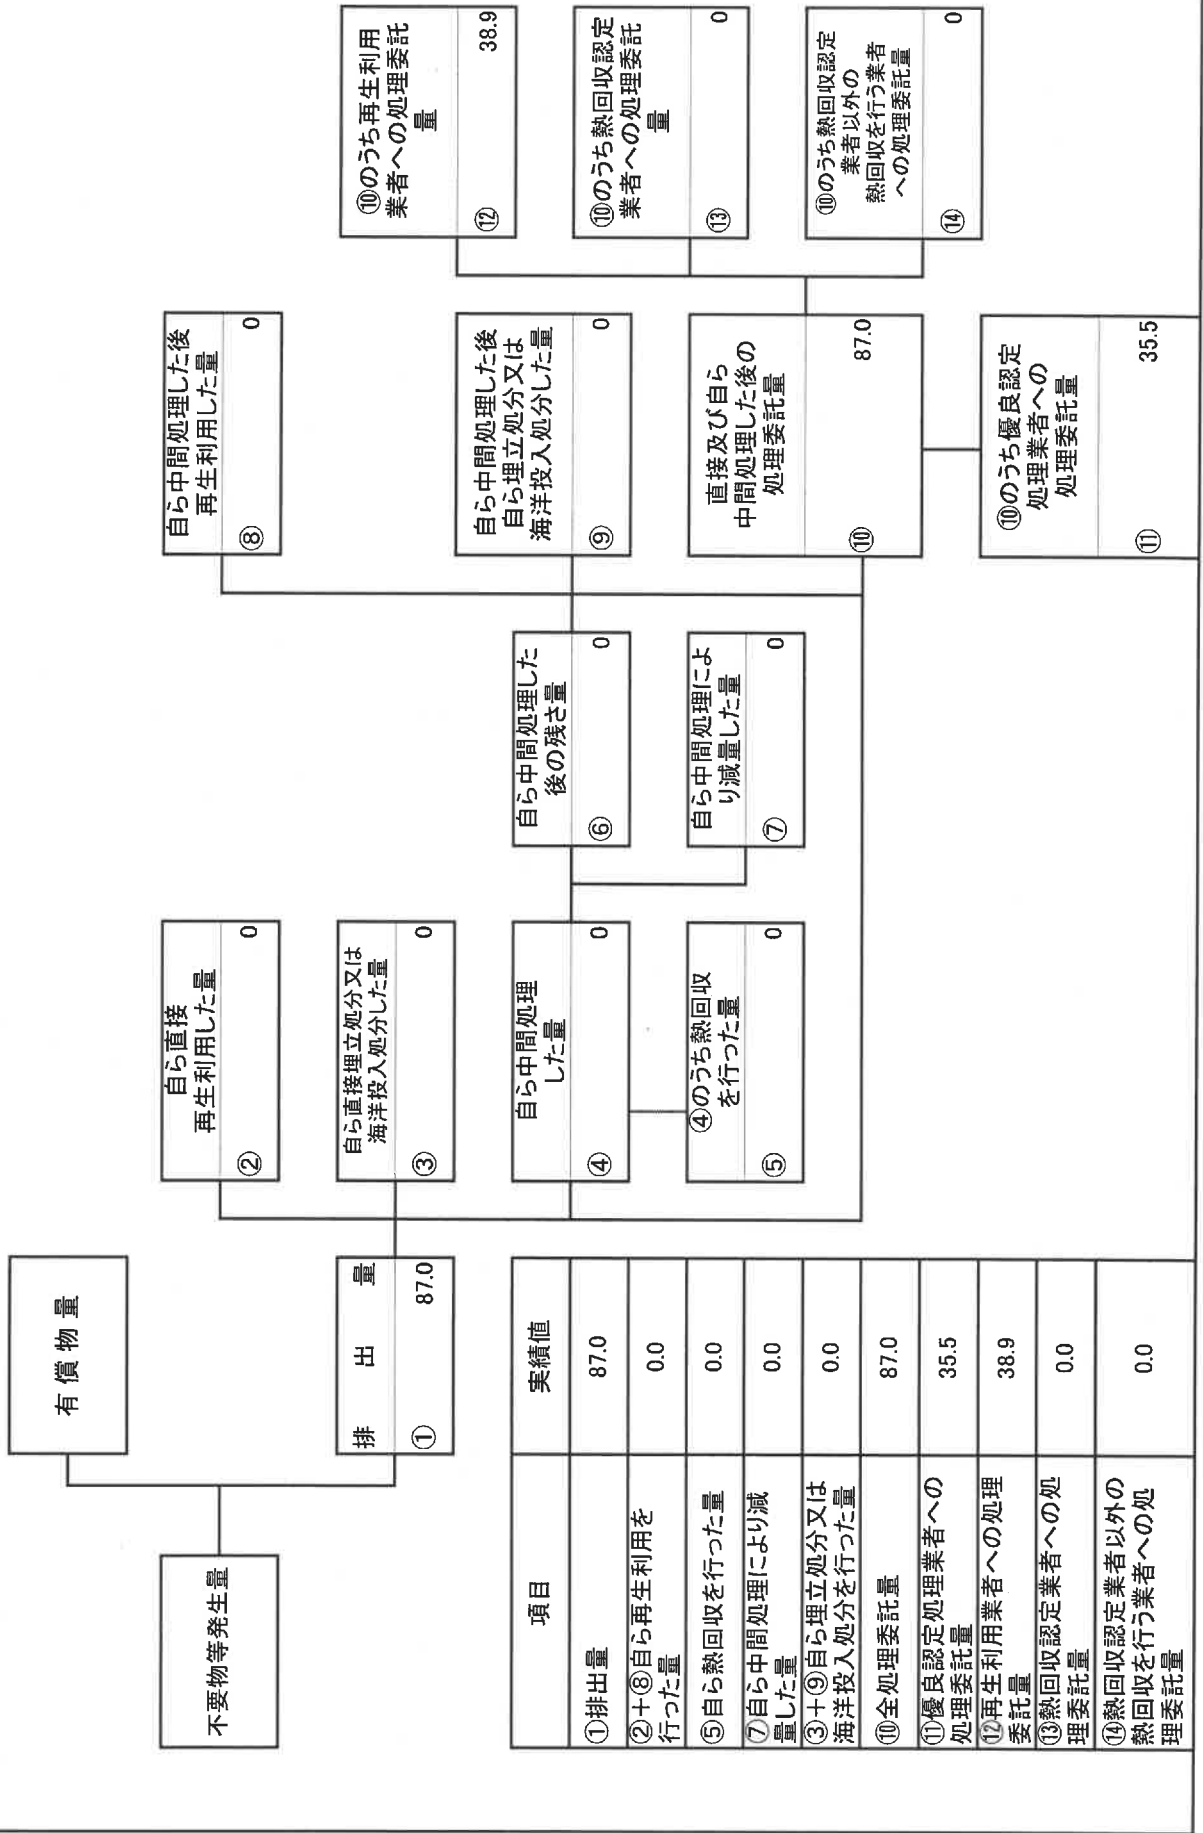 不要物等発生量
有償物量
排出量
① 87.0
自ら直接
再生利用した量
② 0
自ら直接埋立処分又は
海洋投入処分した量
③ 0
自ら中間処理
した量
④ 0
④のうち熱回収
を行った量
⑤ 0
自ら中間処理した
後の残さ量
⑥ 0
自ら中間処理によ
り減量した量
⑦ 0
自ら中間処理した後
再生利用した量
⑧ 0
自ら中間処理した後
自ら埋立処分又は
海洋投入処分した量
⑨ 0
直接及び自ら
中間処理した後の
処理委託量
⑩ 87.0
⑩のうち優良認定
処理業者への
処理委託量
⑪ 35.5
⑩のうち再生利用
業者への処理委託
量
⑫ 38.9
⑩のうち熱回収認定
業者への処理委託
量
⑬ 0
⑩のうち熱回収認定
業者以外の
熱回収を行う業者
への処理委託量
⑭ 0
項目 実績値
①排出量 87.0
②+⑧自ら再生利用を
行った量 0.0
⑤自ら熱回収を行った量 0.0
⑦自ら中間処理により減
量した量 0.0
③+⑨自ら埋立処分又は
海洋投入処分を行った量 0.0
⑩全処理委託量 87.0
⑪優良認定処理業者への
処理委託量 35.5
⑫再生利用業者への処理
委託量 38.9
⑬熱回収認定業者への処
理委託量 0.0
⑭熱回収認定業者以外の
熱回収を行う業者への処
理委託量 0.0